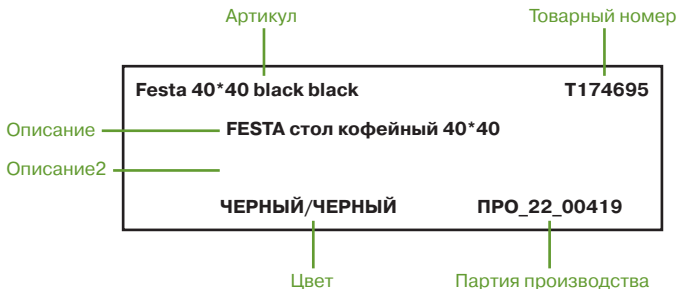 Артикул Товарный номер
Festa 40*40 black black T174695
Описание FESTA стол кофейный 40*40
Описание2
ЧЕРНЫЙ/ЧЕРНЫЙ ПРО_22_00419
Цвет Партия производства